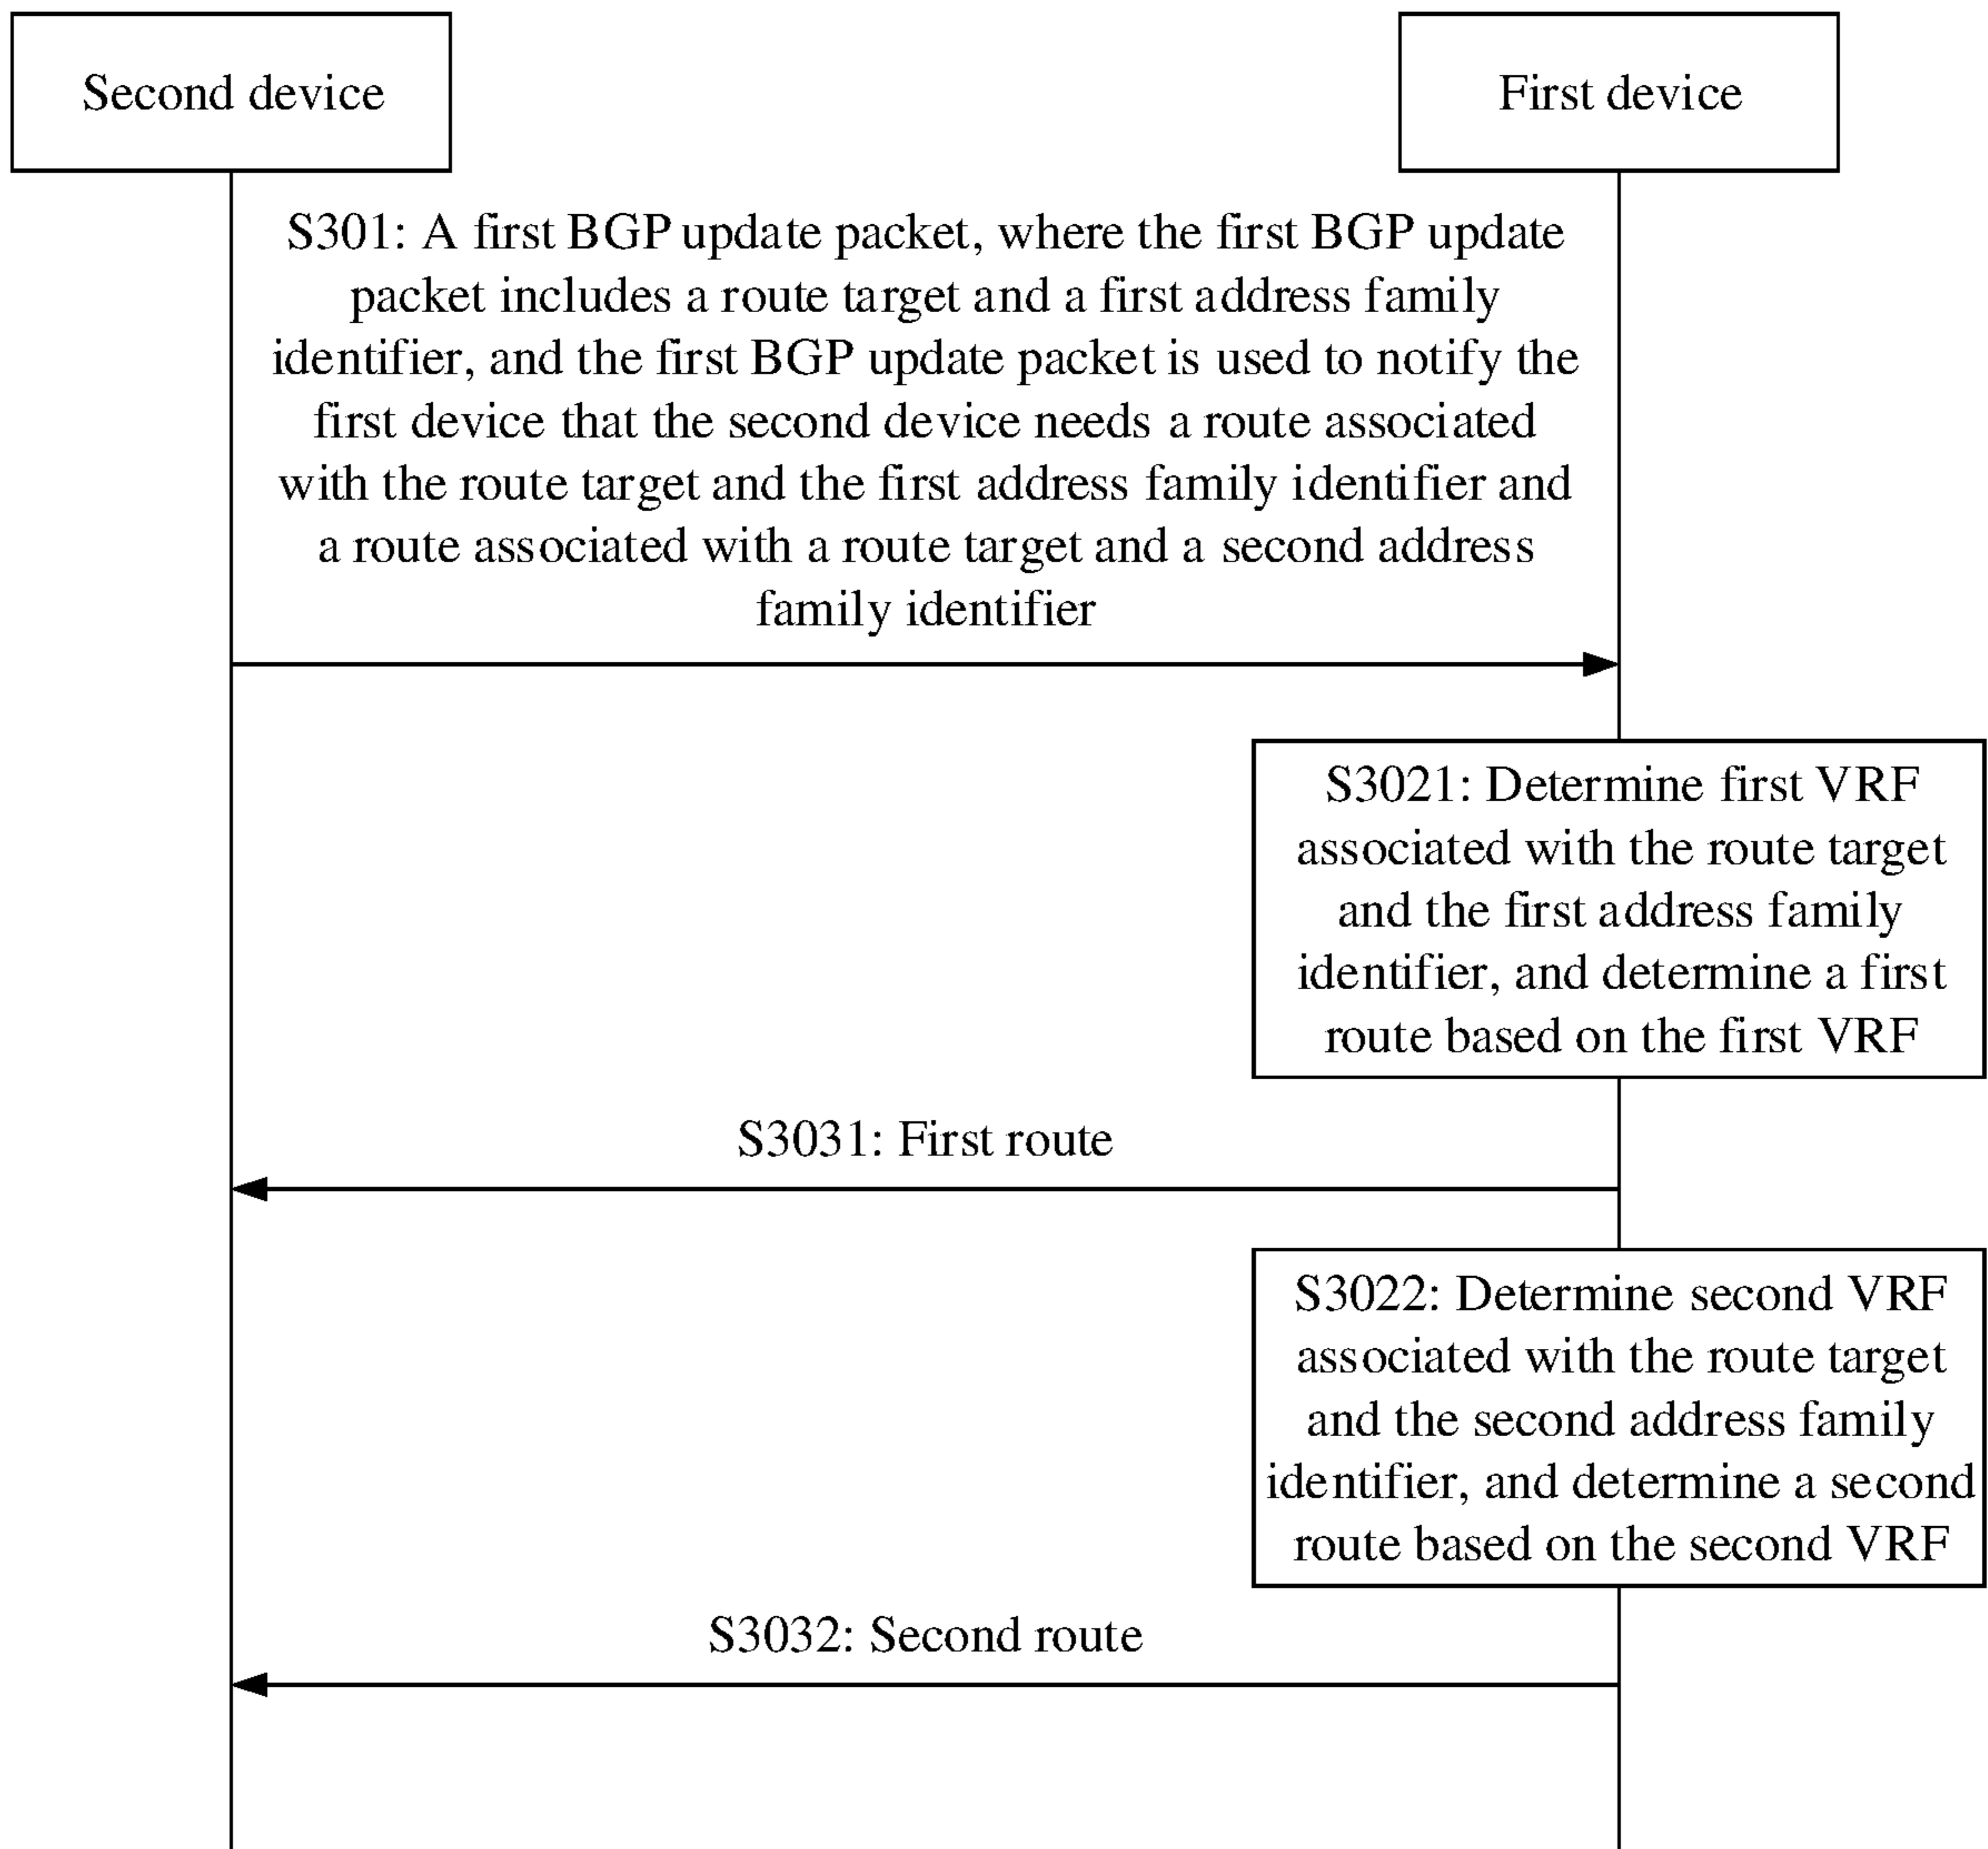 Second device
First device
S301: A first BGP update packet, where the first BGP update
packet includes a route target and a first address family
identifier, and the first BGP update packet is used to notify the
first device that the second device needs a route associated
with the route target and the first address family identifier and
a route associated with a route target and a second address
family identifier
S3021: Determine first VRF
associated with the route target
and the first address family
identifier, and determine a first
route based on the first VRF
S3031: First route
S3022: Determine second VRF
associated with the route target
and the second address family
identifier, and determine a second
route based on the second VRF
S3032: Second route